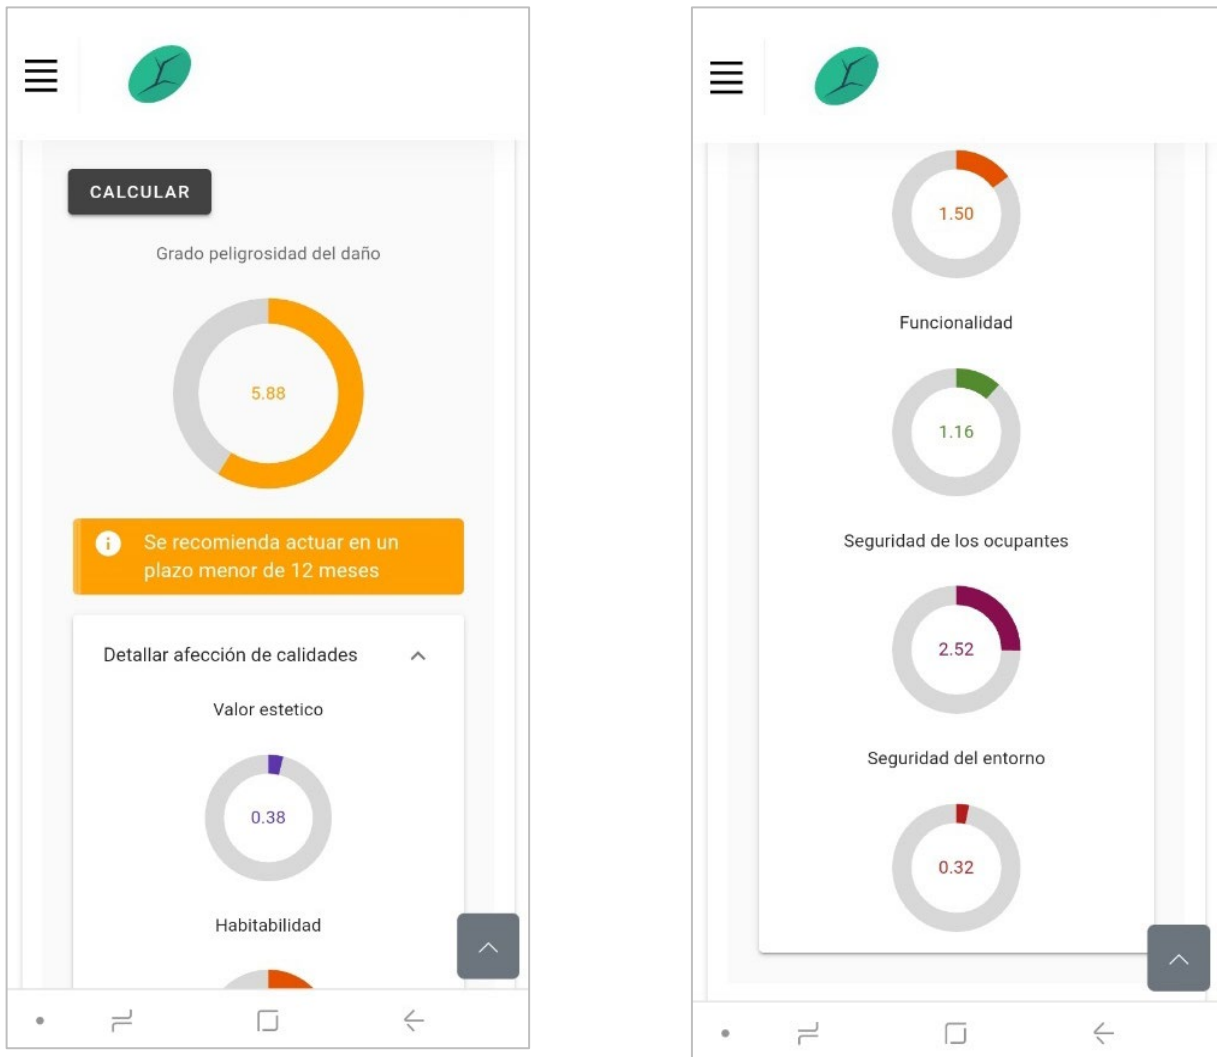 CALCULAR
Grado peligrosidad del daño
5.88
Se recomienda actuar en un
plazo menor de 12 meses
Detallar afección de calidades
Valor estetico
0.38
Habitabilidad
1.50
Funcionalidad
1.16
Seguridad de los ocupantes
2.52
Seguridad del entorno
0.32